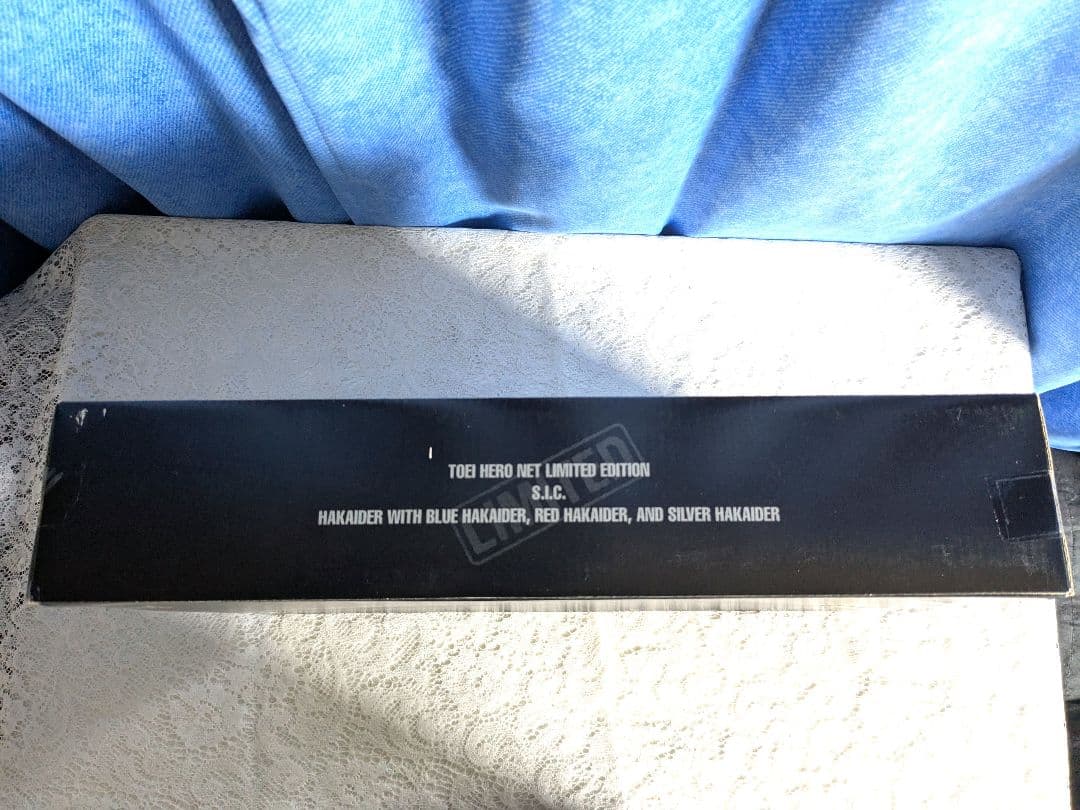 TOEI HERO NET LIMITED EDITION
S.I.C.
HAKAIDER WITH BLUE HAKAIDER, RED HAKAIDER, AND SILVER HAKAIDER
LIMITED